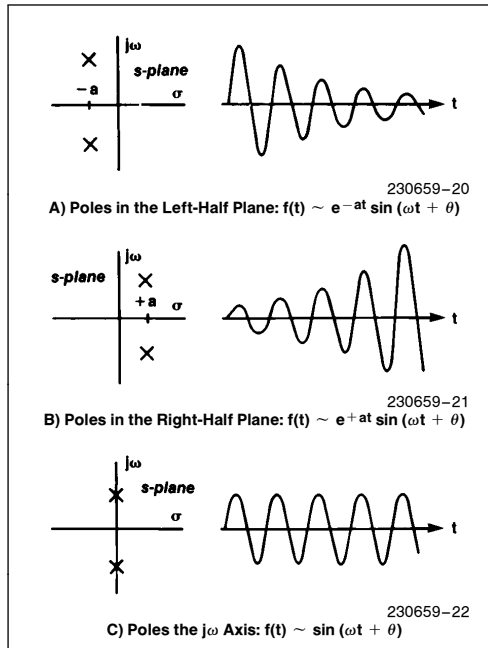 jω
s-plane
σ
−a
t
230659–20
A) Poles in the Left-Half Plane: f(t) ∼ e−at sin (ωt + θ)
jω
s-plane
+a
σ
t
230659–21
B) Poles in the Right-Half Plane: f(t) ∼ e+at sin (ωt + θ)
jω
s-plane
σ
t
230659–22
C) Poles the jω Axis: f(t) ∼ sin (ωt + θ)